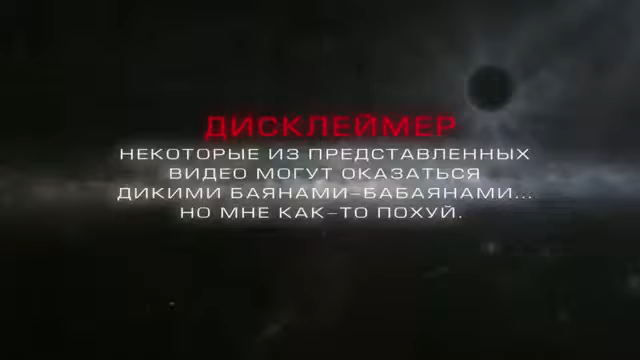 ДИСКЛЕЙМЕР
НЕКОТОРЫЕ ИЗ ПРЕДСТАВЛЕННЫХ
ВИДЕО МОГУТ ОКАЗАТЬСЯ
ДИКИМИ БАЯНАМИ-БАБАЯНАМИ...
НО МНЕ КАК-ТО ПОХУЙ.